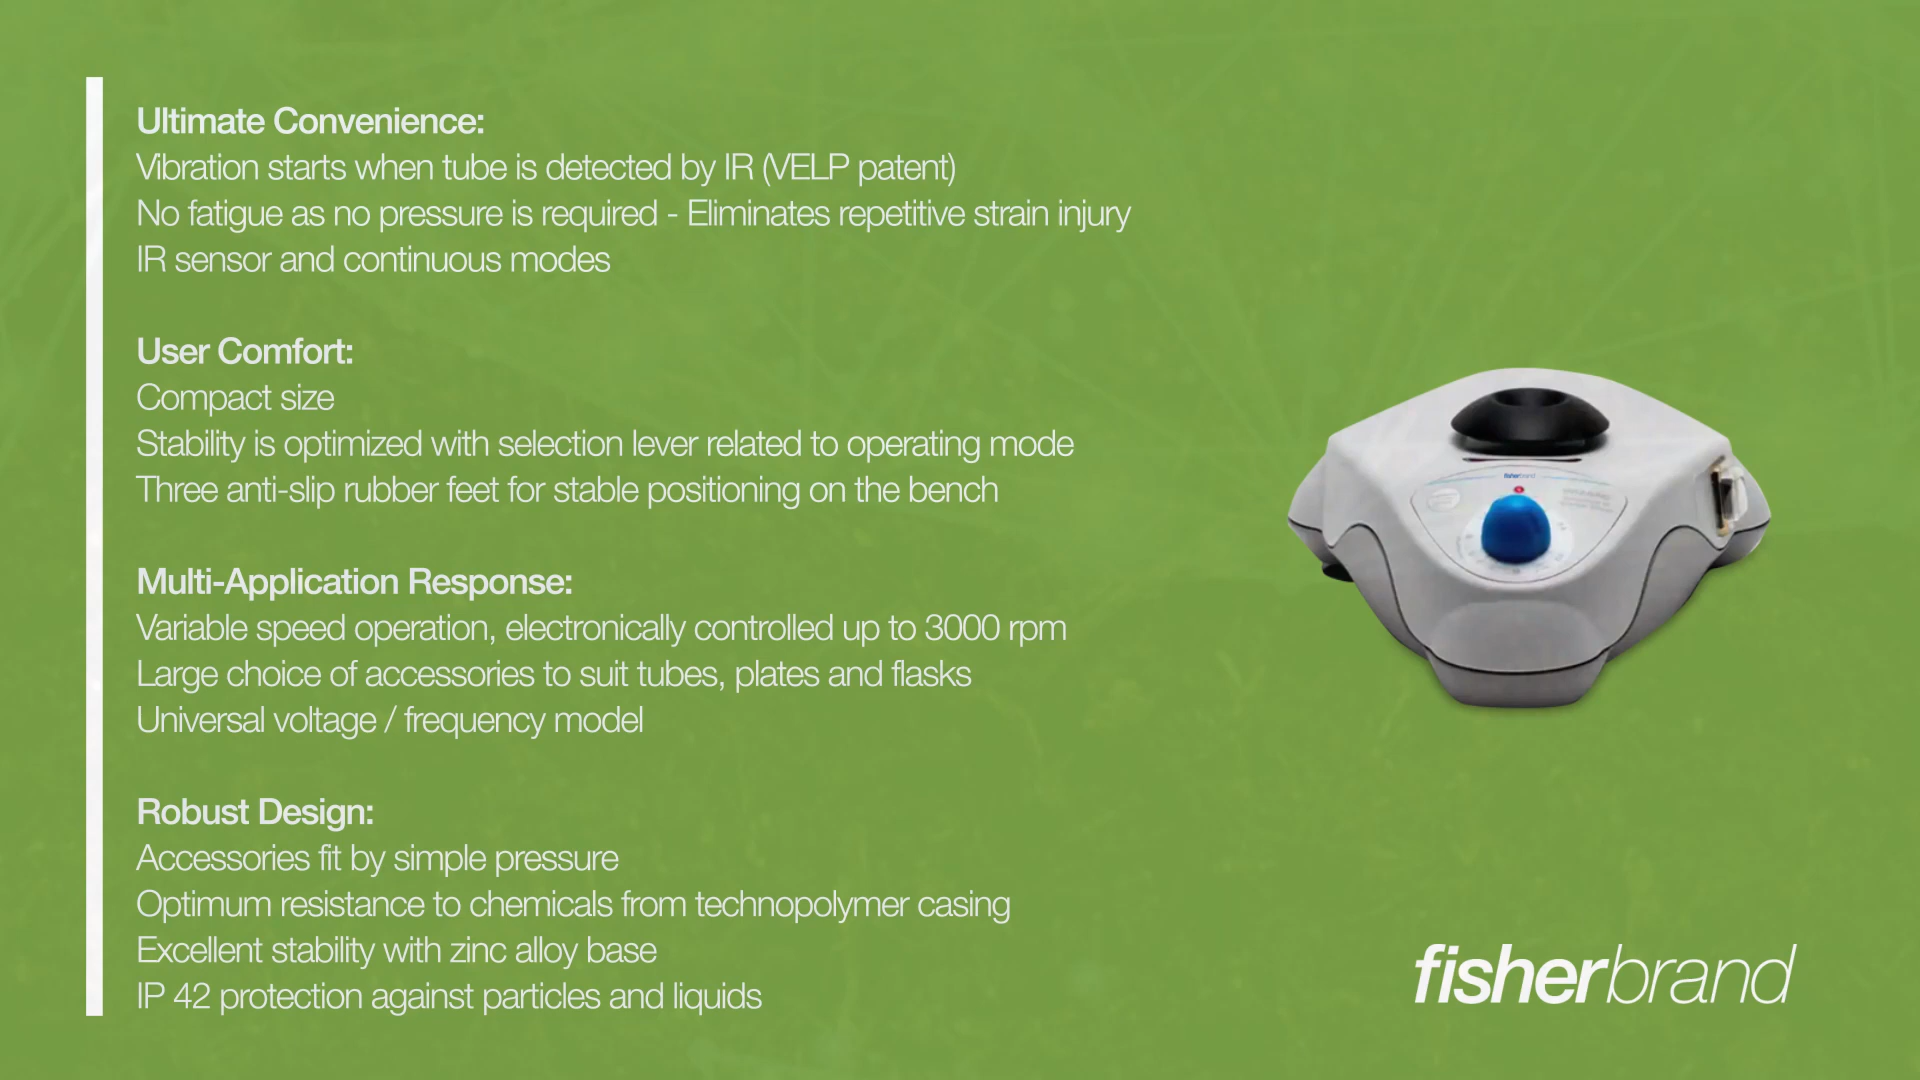 Ultimate Convenience:
Vibration starts when tube is detected by IR (VELP patent)
No fatigue as no pressure is required - Eliminates repetitive strain injury
IR sensor and continuous modes
User Comfort:
Compact size
Stability is optimized with selection lever related to operating mode
Three anti-slip rubber feet for stable positioning on the bench
Multi-Application Response:
Variable speed operation, electronically controlled up to 3000 rpm
Large choice of accessories to suit tubes, plates and flasks
Universal voltage / frequency model
Robust Design:
Accessories fit by simple pressure
Optimum resistance to chemicals from technopolymer casing
Excellent stability with zinc alloy base
IP 42 protection against particles and liquids
fisherbrand
fisherbrand